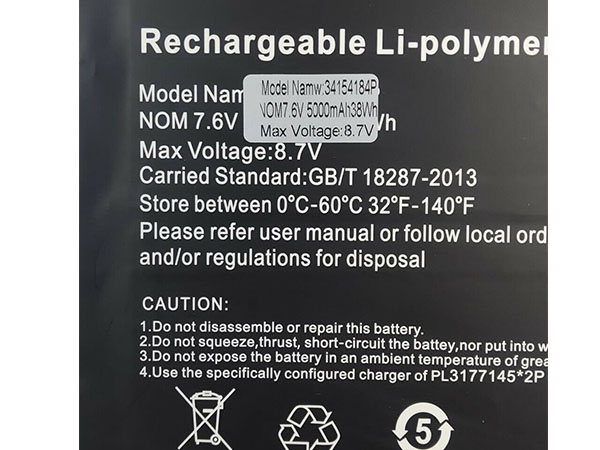 Rechargeable Li-polymer
Model Nam
Model Namw:34154184P
NOM 7.6V
NOM7.6V 5000mAh38Wh
Wh
Max Voltage:8.7V
Max Voltage:8.7V
Carried Standard:GB/T 18287-2013
Store between 0°C-60°C 32°F-140°F
Please refer user manual or follow local ord
and/or regulations for disposal
CAUTION:
1.Do not disassemble or repair this battery.
2.Do not squeeze,thrust, short-circuit the battey,nor put into w
3.Do not expose the battery in an ambient temperature of grea
4.Use the specifically configured charger of PL3177145*2P
5